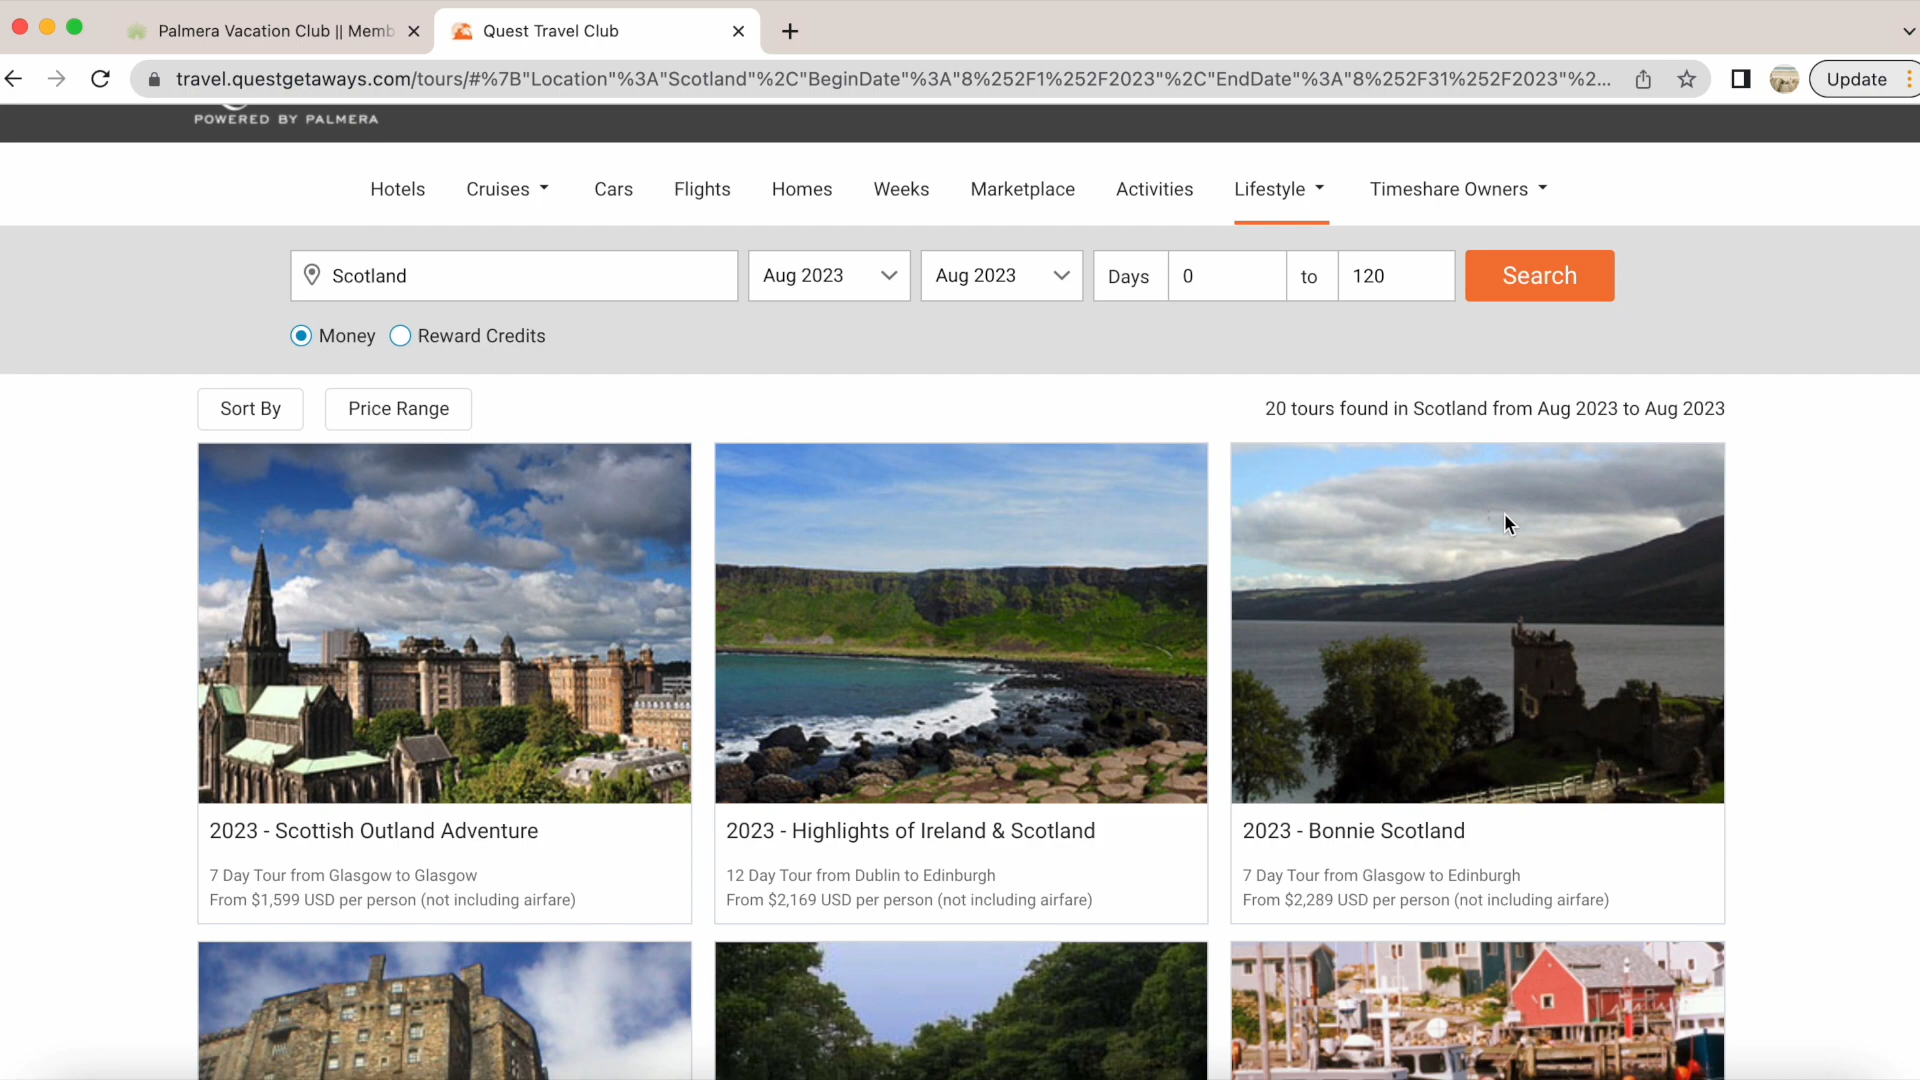 Palmera Vacation Club || Memb
Quest Travel Club
travel.questgetaways.com/tours/#%7B"Location"%3A"Scotland"%2C"BeginDate"%3A"8%252F1%252F2023"%2C"EndDate"%3A"8%252F31%252F2023"%2...
Update
POWERED BY PALMERA
Hotels Cruises Cars Flights Homes Weeks Marketplace Activities Lifestyle Timeshare Owners
Scotland Aug 2023 Aug 2023 Days 0 to 120 Search
Money Reward Credits
Sort By Price Range 20 tours found in Scotland from Aug 2023 to Aug 2023
2023 - Scottish Outland Adventure
7 Day Tour from Glasgow to Glasgow
From $1,599 USD per person (not including airfare)
2023 - Highlights of Ireland & Scotland
12 Day Tour from Dublin to Edinburgh
From $2,169 USD per person (not including airfare)
2023 - Bonnie Scotland
7 Day Tour from Glasgow to Edinburgh
From $2,289 USD per person (not including airfare)